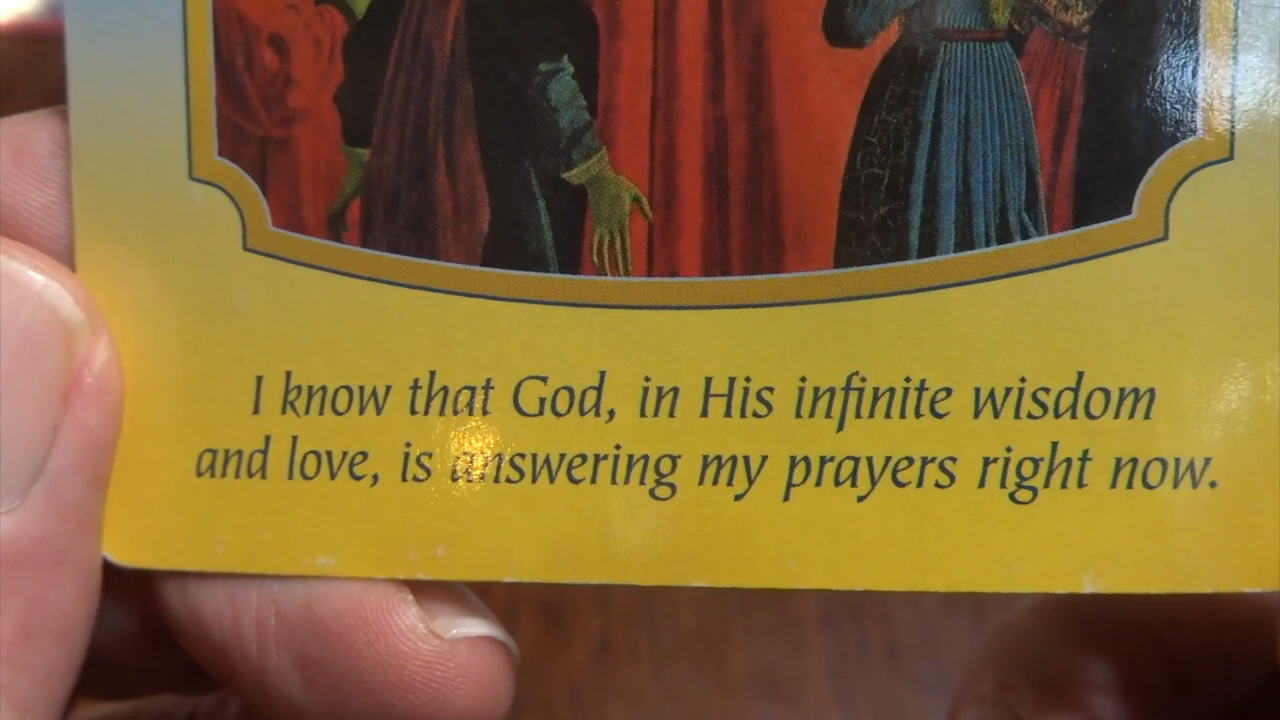 I know that God, in His infinite wisdom
and love, is answering my prayers right now.